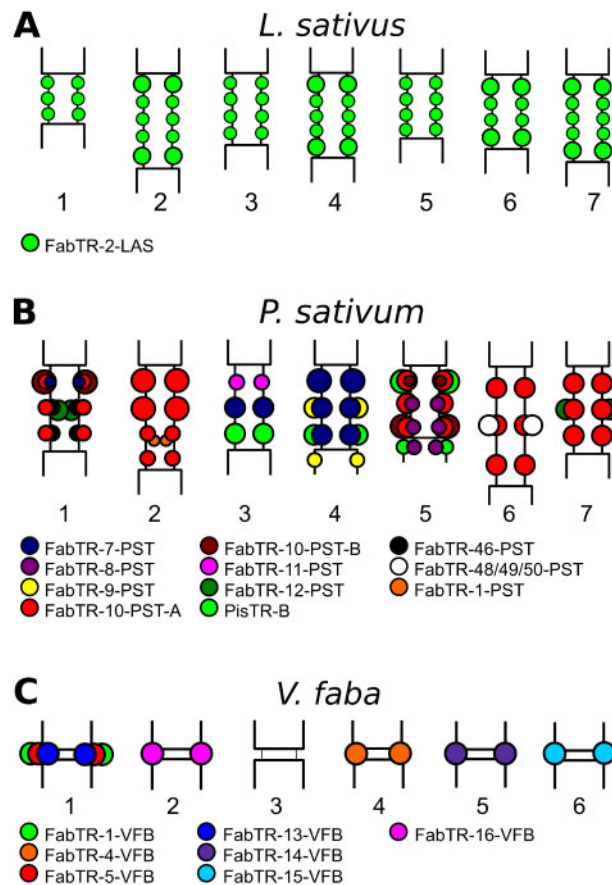 A L. sativus
1 2 3 4 5 6 7
FabTR-2-LAS
B P. sativum
1 2 3 4 5 6 7
FabTR-7-PST FabTR-10-PST-B FabTR-46-PST
FabTR-8-PST FabTR-11-PST FabTR-48/49/50-PST
FabTR-9-PST FabTR-12-PST FabTR-1-PST
FabTR-10-PST-A PisTR-B
C V. faba
1 2 3 4 5 6
FabTR-1-VFB FabTR-13-VFB FabTR-16-VFB
FabTR-4-VFB FabTR-14-VFB
FabTR-5-VFB FabTR-15-VFB